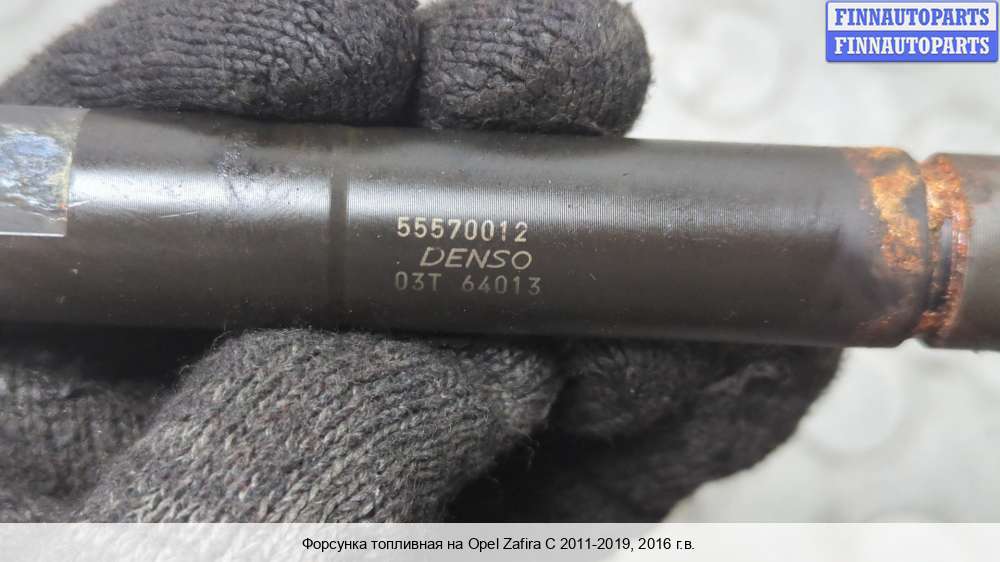 FINNAUTOPARTS
FINNAUTOPARTS
55570012
DENSO
03T 64013
Форсунка топливная на Opel Zafira C 2011-2019, 2016 г.в.